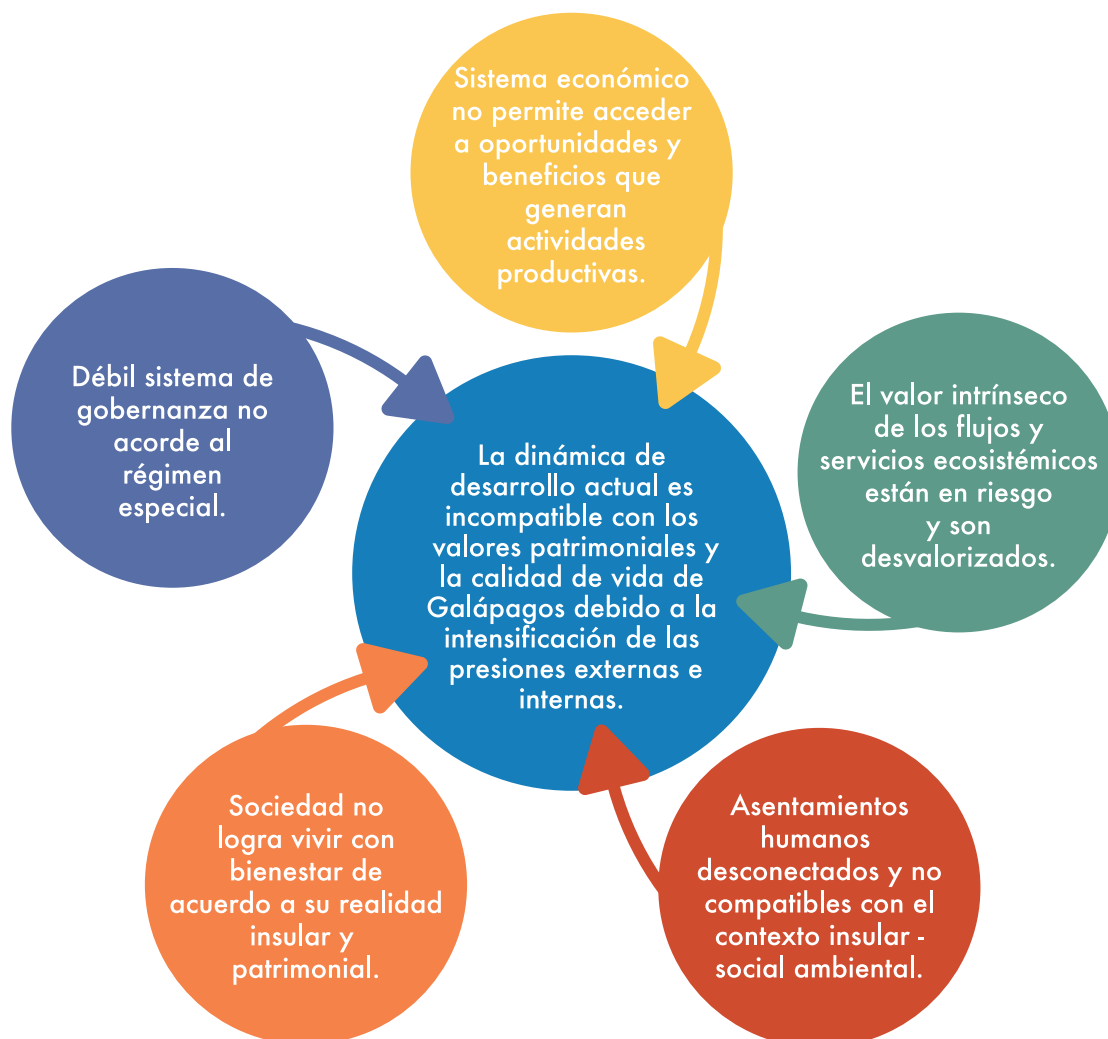 Sistema económico
no permite acceder
a oportunidades y
beneficios que
generan
actividades
productivas.
Débil sistema de
gobernanza no
acorde al
régimen
especial.
El valor intrínseco
de los flujos y
servicios ecosistémicos
están en riesgo
y son
desvalorizados.
La dinámica de
desarrollo actual es
incompatible con los
valores patrimoniales y
la calidad de vida de
Galápagos debido a la
intensificación de las
presiones externas e
internas.
Sociedad no
logra vivir con
bienestar de
acuerdo a su realidad
insular y
patrimonial.
Asentamientos
humanos
desconectados y no
compatibles con el
contexto insular -
social ambiental.